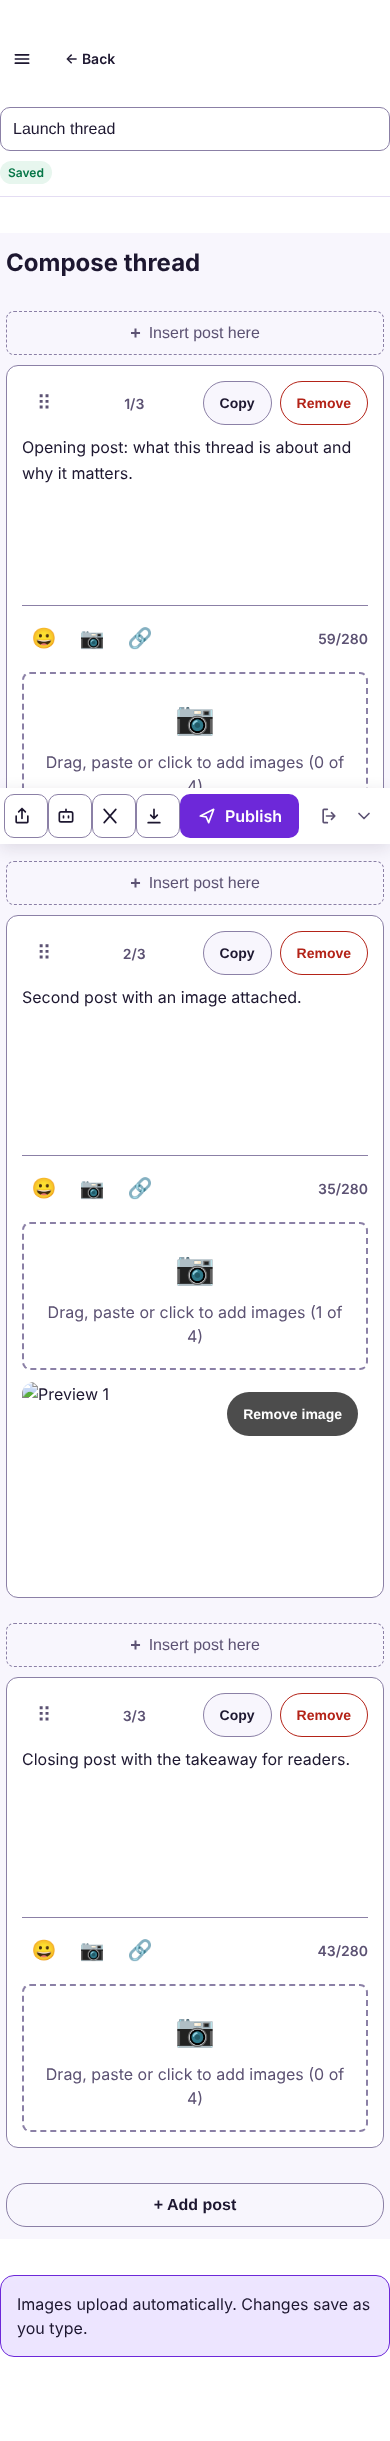 ← Back
Launch thread
Saved
Compose thread
+ Insert post here
1/3
Copy
Remove
Opening post: what this thread is about and
why it matters.
59/280
Drag, paste or click to add images (0 of
4)
Publish
+ Insert post here
2/3
Copy
Remove
Second post with an image attached.
35/280
Drag, paste or click to add images (1 of
4)
Preview 1
Remove image
+ Insert post here
3/3
Copy
Remove
Closing post with the takeaway for readers.
43/280
Drag, paste or click to add images (0 of
4)
+ Add post
Images upload automatically. Changes save as
you type.